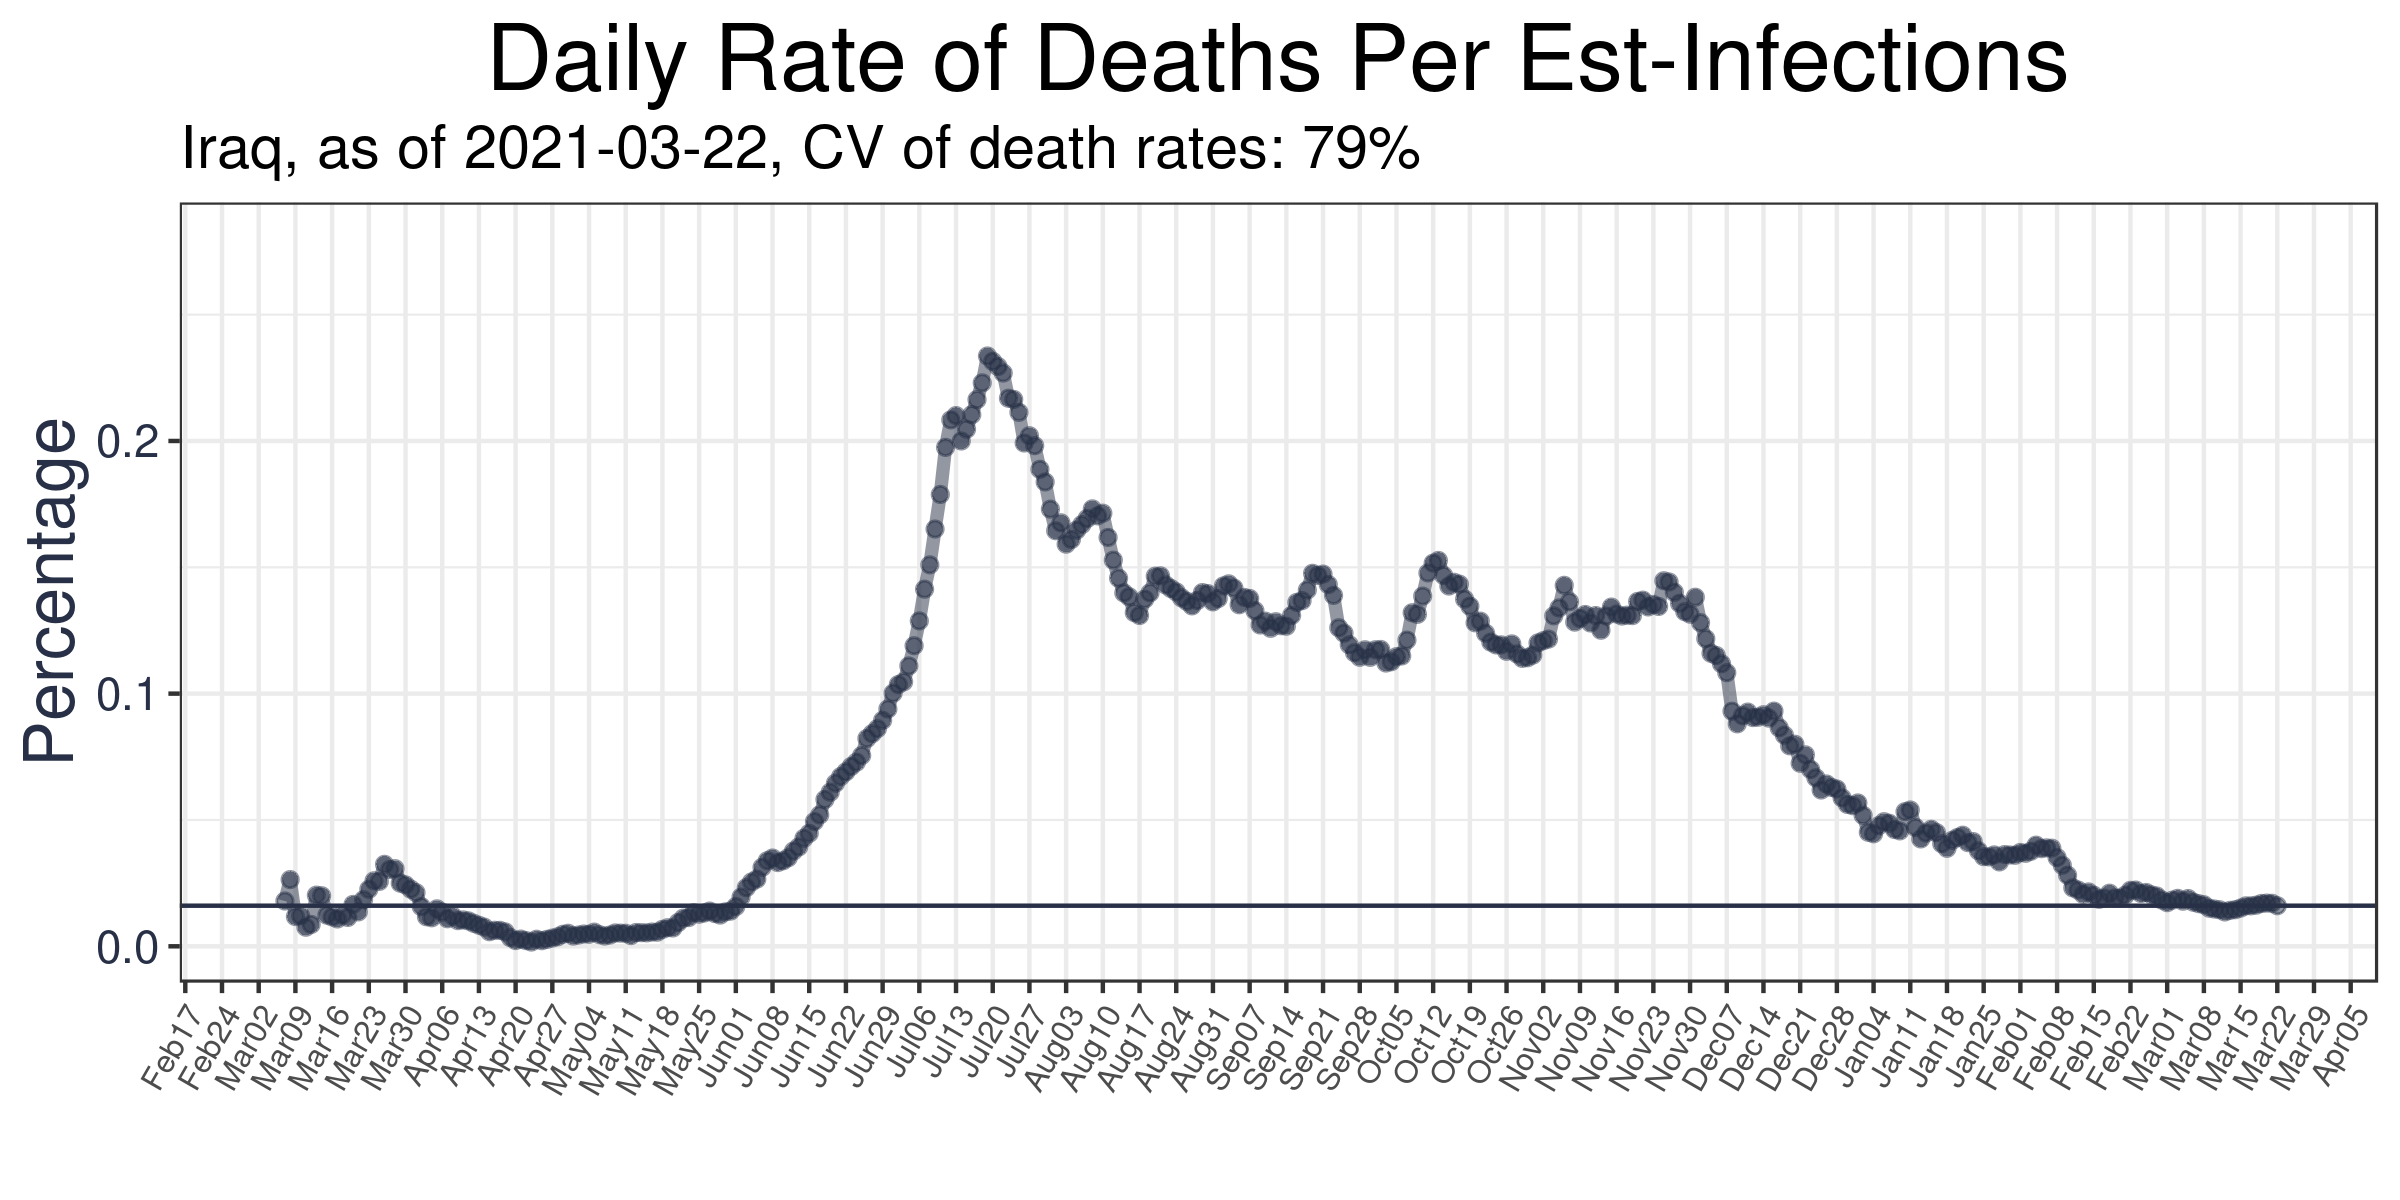 Daily Rate of Deaths Per Est-Infections
Iraq, as of 2021-03-22, CV of death rates: 79%
Percentage
0.2
0.1
0.0
Feb17 Feb24 Mar02 Mar09 Mar16 Mar23 Mar30 Apr06 Apr13 Apr20 Apr27 May04 May11 May18 May25 Jun01 Jun08 Jun15 Jun22 Jun29 Jul06 Jul13 Jul20 Jul27 Aug03 Aug10 Aug17 Aug24 Aug31 Sep07 Sep14 Sep21 Sep28 Oct05 Oct12 Oct19 Oct26 Nov02 Nov09 Nov16 Nov23 Nov30 Dec07 Dec14 Dec21 Dec28 Jan04 Jan11 Jan18 Jan25 Feb01 Feb08 Feb15 Feb22 Mar01 Mar08 Mar15 Mar22 Mar29 Apr05